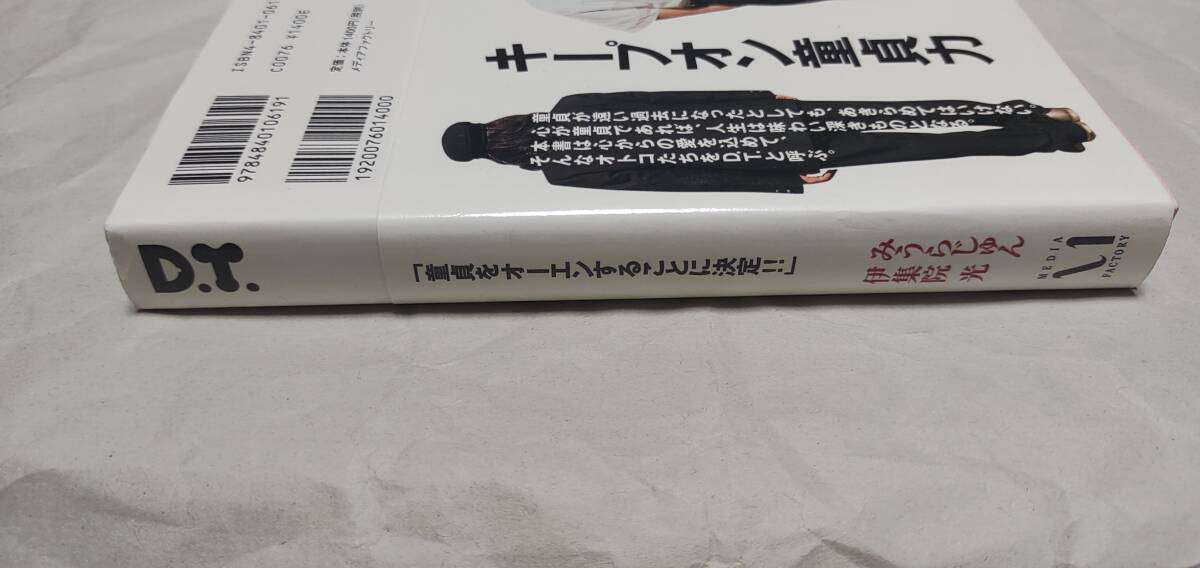 ISBN4-8401-061
C0076 ¥1400E
定価:本体1400円(税別)
メディアファクトリー
9784840106191
1920076014000
キープオン童貞力
童貞が遠い過去になったとしても、あきらめてはいけない。
心が童貞であれば、人生は味わい深きものとなる。
本書は心からの愛を込めて、
そんなオトコたちをD.T.と呼ぶ。
D.T.
「童貞をオーエンすることに決定!!」
みうらじゅん
伊集院 光
MEDIA
FACTORY